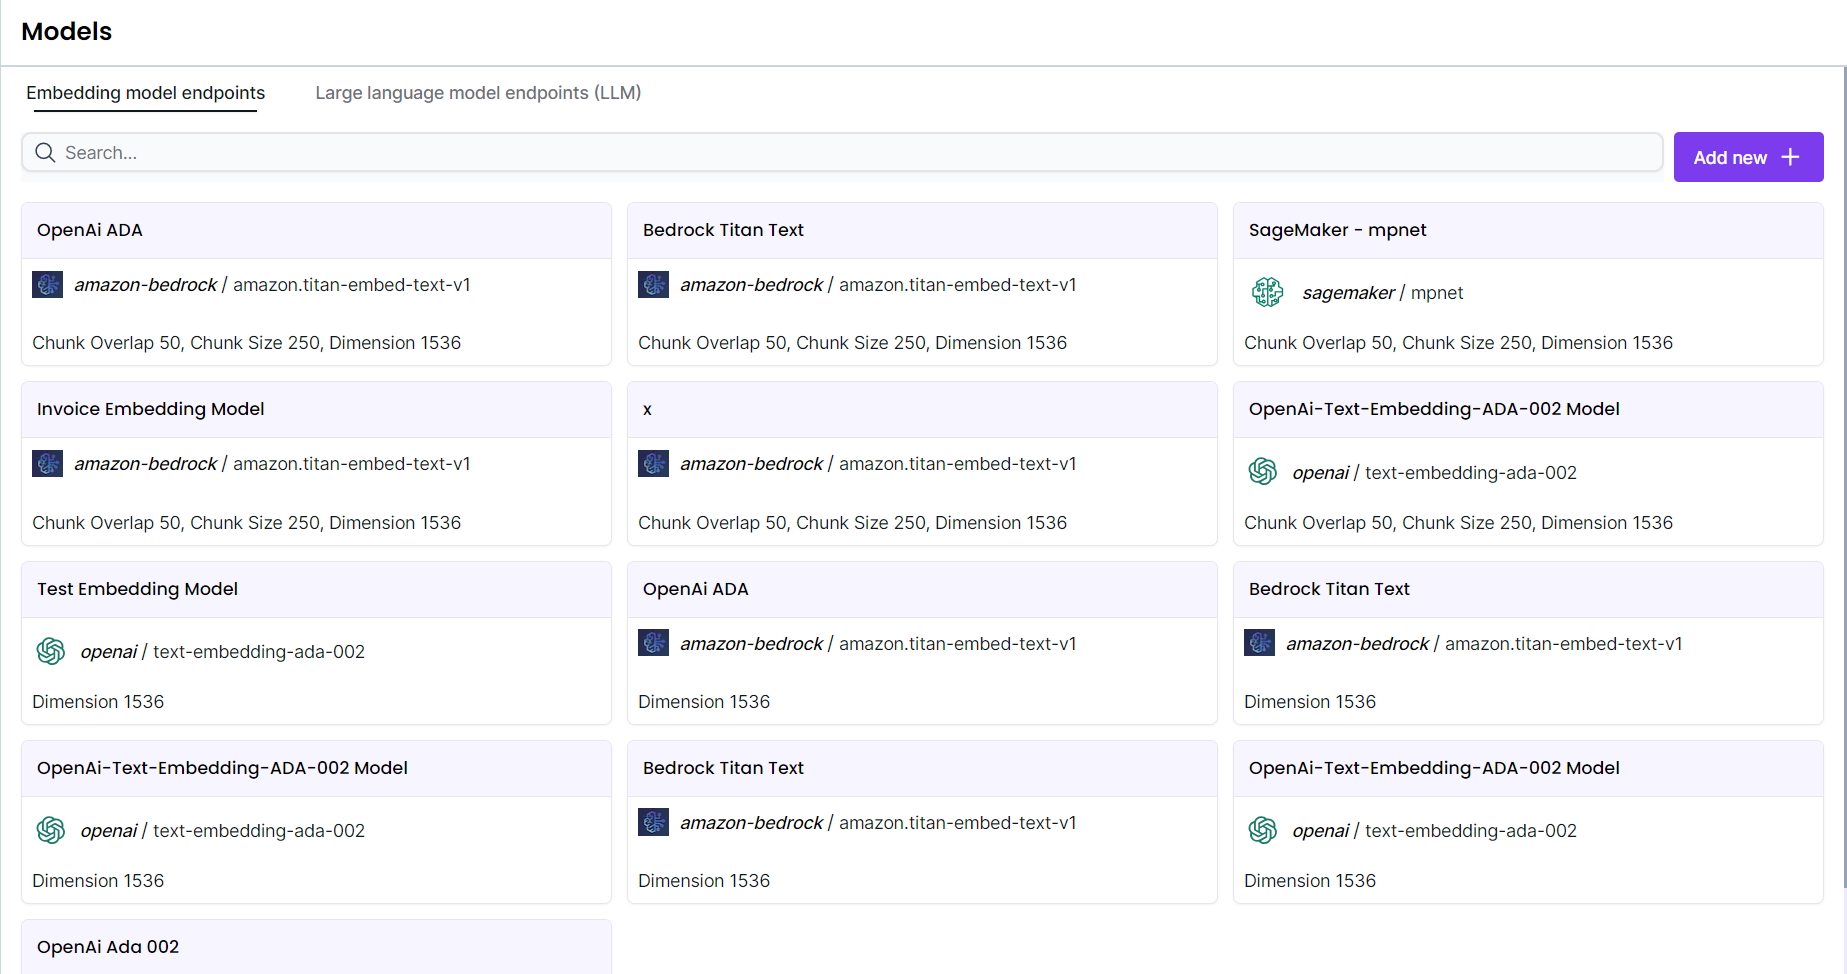 Models
Embedding model endpoints
Large language model endpoints (LLM)
Search...
Add new
OpenAi ADA
amazon-bedrock / amazon.titan-embed-text-v1
Chunk Overlap 50, Chunk Size 250, Dimension 1536
Bedrock Titan Text
amazon-bedrock / amazon.titan-embed-text-v1
Chunk Overlap 50, Chunk Size 250, Dimension 1536
SageMaker - mpnet
sagemaker / mpnet
Chunk Overlap 50, Chunk Size 250, Dimension 1536
Invoice Embedding Model
amazon-bedrock / amazon.titan-embed-text-v1
Chunk Overlap 50, Chunk Size 250, Dimension 1536
x
amazon-bedrock / amazon.titan-embed-text-v1
Chunk Overlap 50, Chunk Size 250, Dimension 1536
OpenAi-Text-Embedding-ADA-002 Model
openai / text-embedding-ada-002
Chunk Overlap 50, Chunk Size 250, Dimension 1536
Test Embedding Model
openai / text-embedding-ada-002
Dimension 1536
OpenAi ADA
amazon-bedrock / amazon.titan-embed-text-v1
Dimension 1536
Bedrock Titan Text
amazon-bedrock / amazon.titan-embed-text-v1
Dimension 1536
OpenAi-Text-Embedding-ADA-002 Model
openai / text-embedding-ada-002
Dimension 1536
Bedrock Titan Text
amazon-bedrock / amazon.titan-embed-text-v1
Dimension 1536
OpenAi-Text-Embedding-ADA-002 Model
openai / text-embedding-ada-002
Dimension 1536
OpenAi Ada 002